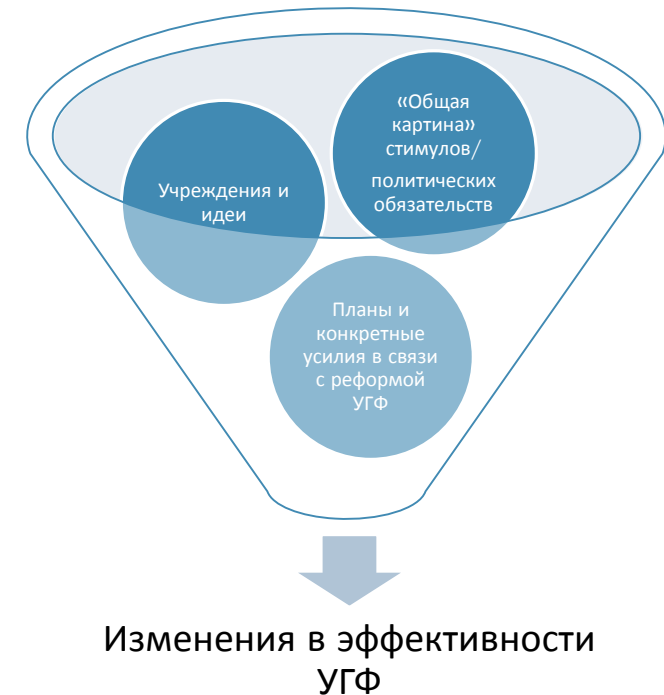 «Общая
картина»
стимулов/
политических
обязательств
Учреждения и
идеи
Планы и
конкретные
усилия в связи
с реформой
УГФ
Изменения в эффективности
УГФ